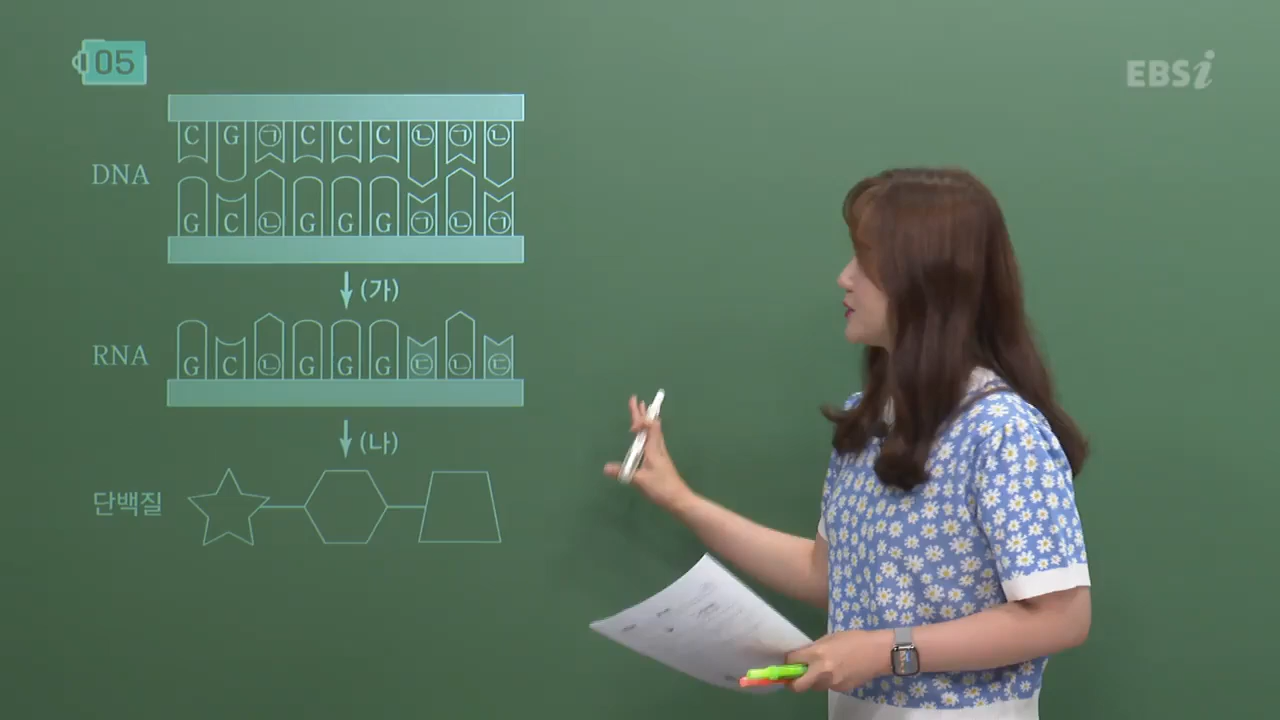 05
EBSi
C G ㉠ C C C ㉡ ㉠ ㉡
DNA
G C ㉡ G G G ㉠ ㉡ ㉠
(가)
RNA
G C ㉡ G G G ㉢ ㉡ ㉢
(나)
단백질